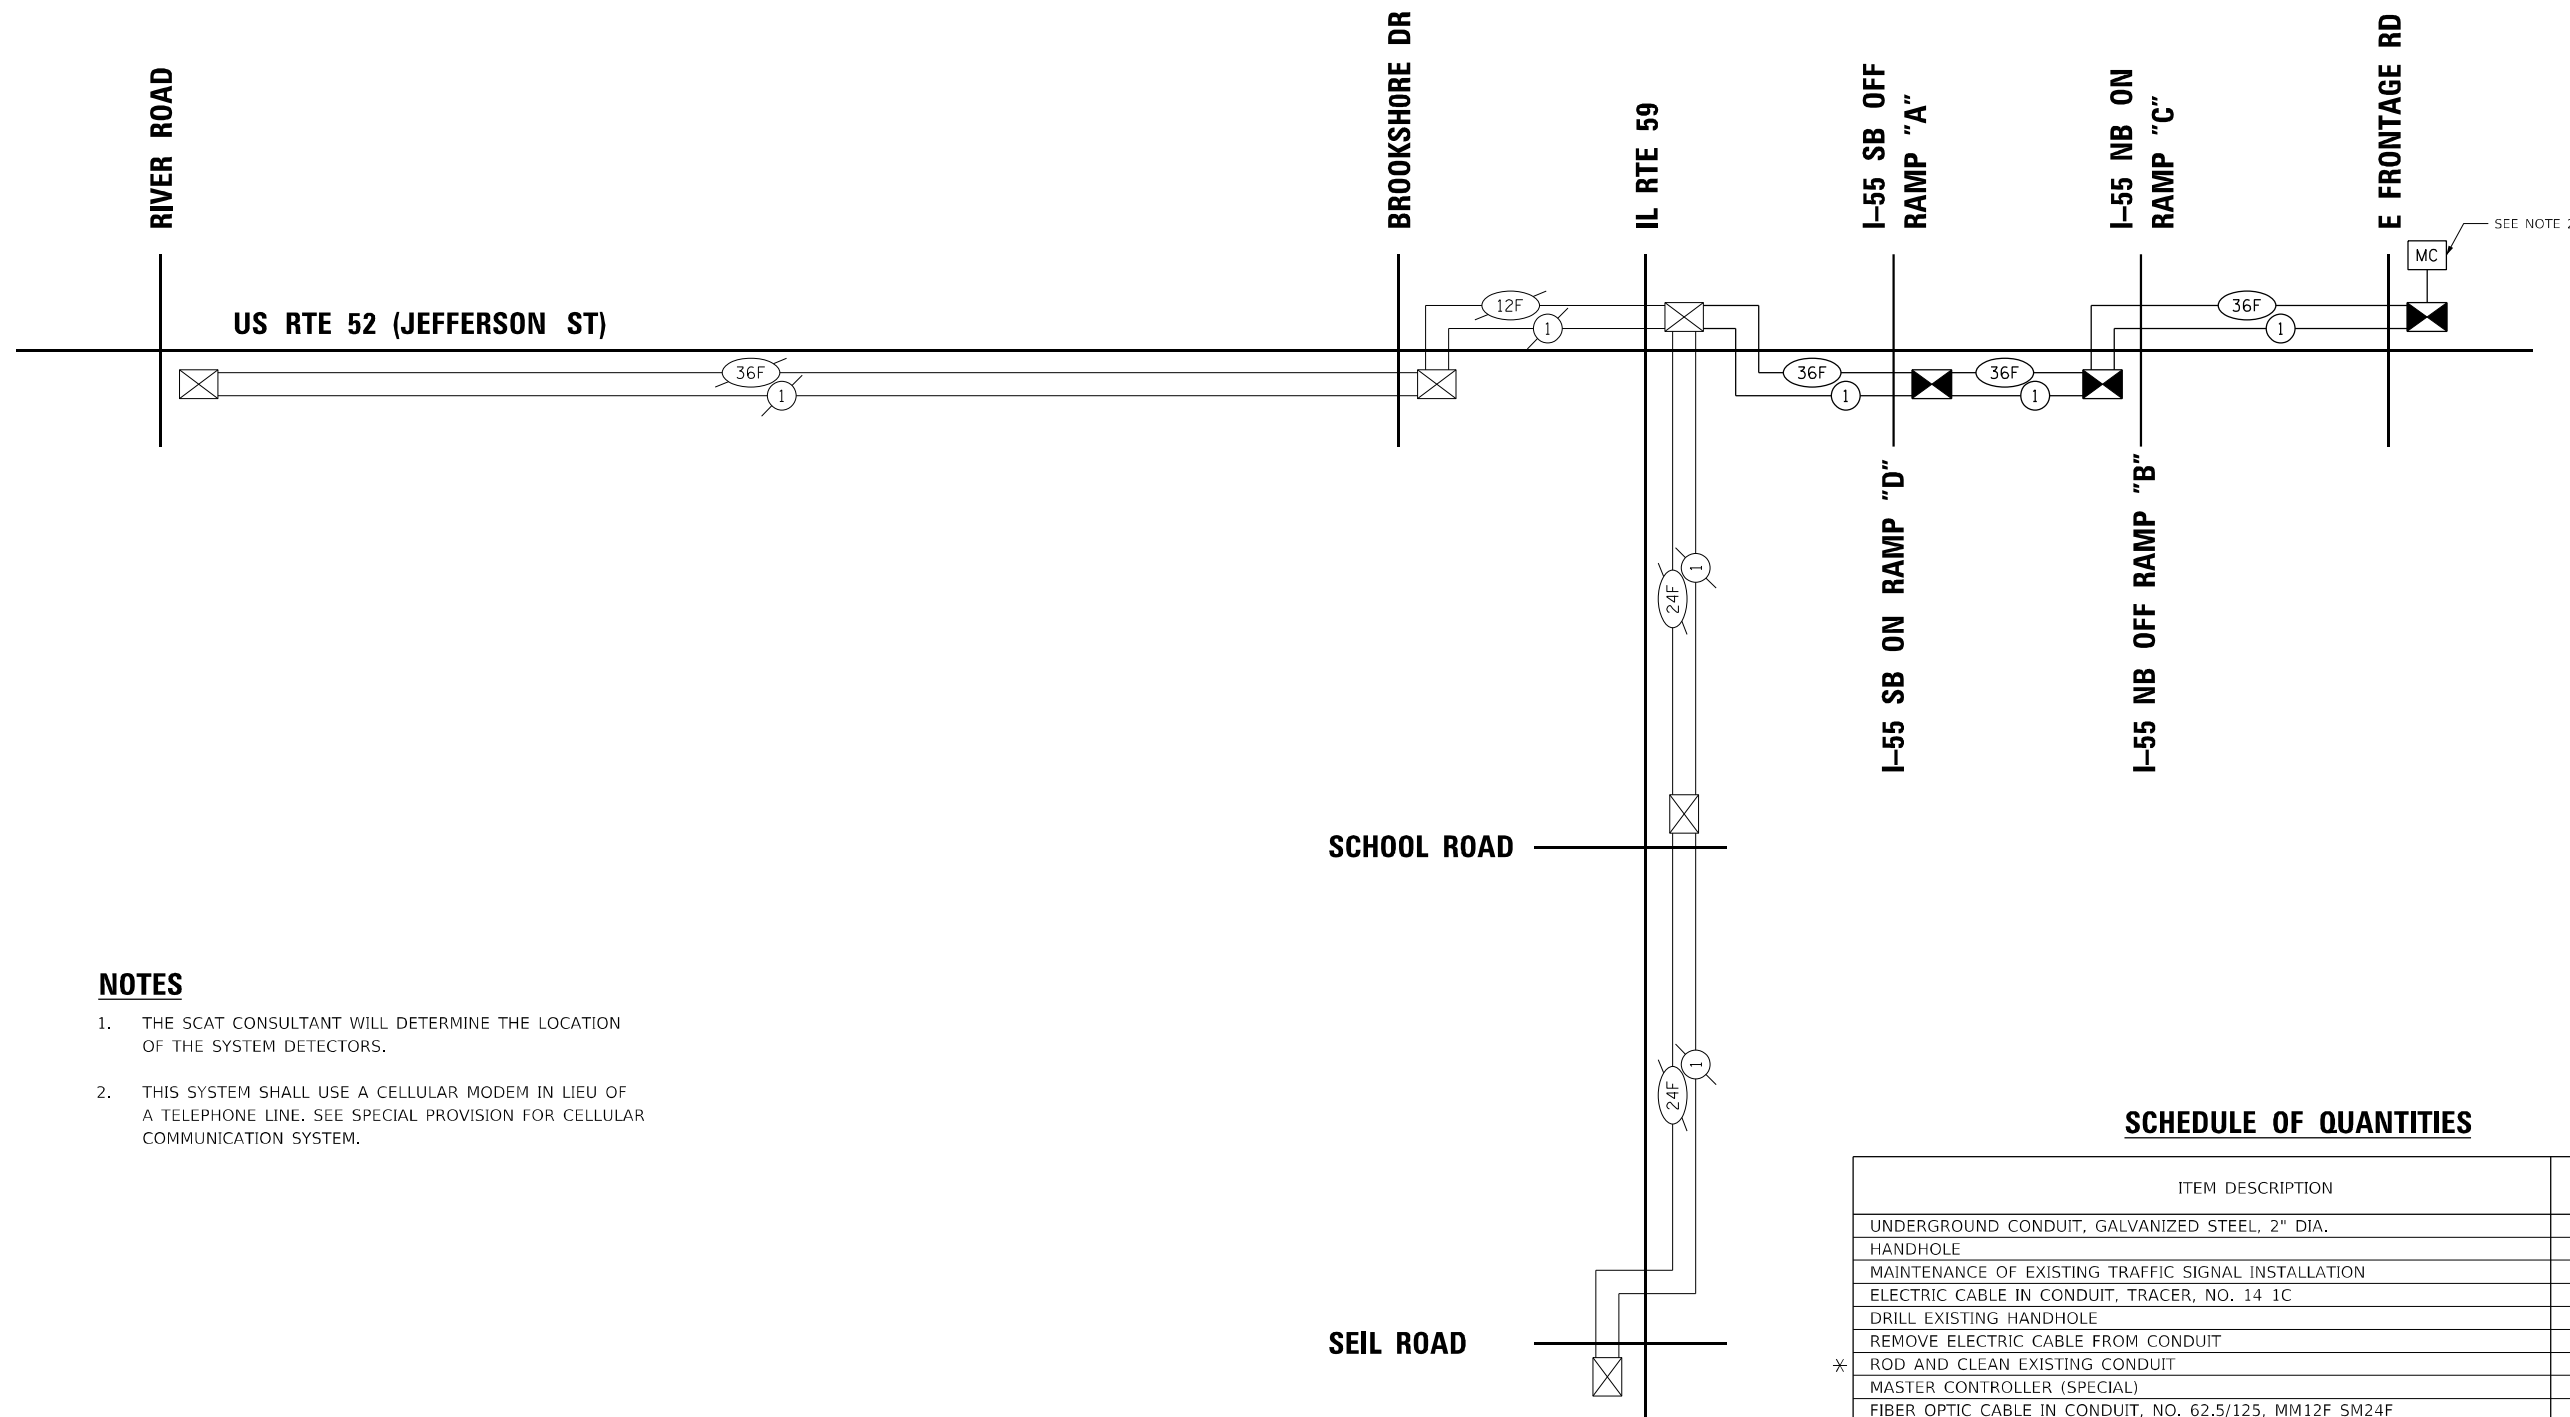 RIVER ROAD
BROOKSHORE DR
IL RTE 59
I-55 SB OFF
RAMP "A"
I-55 NB ON
RAMP "C"
E FRONTAGE RD
SEE NOTE 2
MC
US RTE 52 (JEFFERSON ST)
12F
1
36F
1
36F
1
36F
1
36F
1
I-55 SB ON RAMP "D"
I-55 NB OFF RAMP "B"
24F
1
SCHOOL ROAD
24F
1
SEIL ROAD
NOTES
1. THE SCAT CONSULTANT WILL DETERMINE THE LOCATION
OF THE SYSTEM DETECTORS.
2. THIS SYSTEM SHALL USE A CELLULAR MODEM IN LIEU OF
A TELEPHONE LINE. SEE SPECIAL PROVISION FOR CELLULAR
COMMUNICATION SYSTEM.
SCHEDULE OF QUANTITIES
ITEM DESCRIPTION
UNDERGROUND CONDUIT, GALVANIZED STEEL, 2" DIA.
HANDHOLE
MAINTENANCE OF EXISTING TRAFFIC SIGNAL INSTALLATION
ELECTRIC CABLE IN CONDUIT, TRACER, NO. 14 1C
DRILL EXISTING HANDHOLE
REMOVE ELECTRIC CABLE FROM CONDUIT
* ROD AND CLEAN EXISTING CONDUIT
MASTER CONTROLLER (SPECIAL)
FIBER OPTIC CABLE IN CONDUIT, NO. 62.5/125, MM12F SM24F